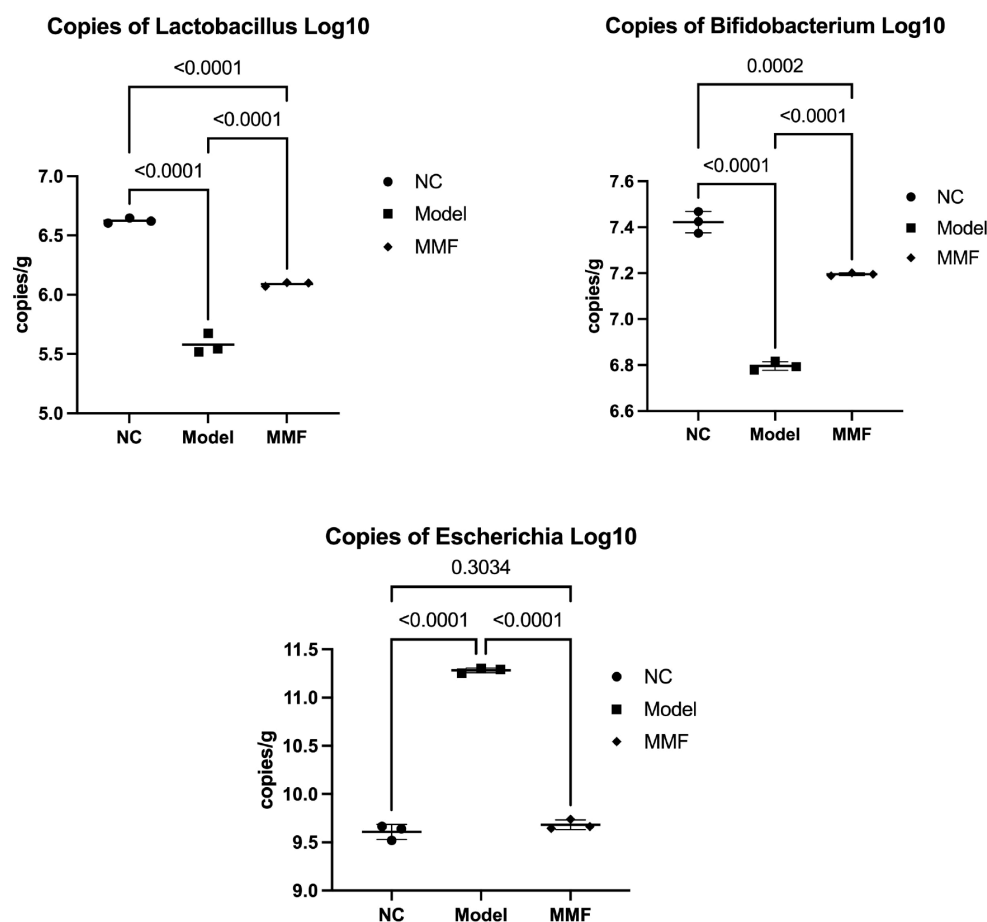 Copies of Lactobacillus Log10
<0.0001
<0.0001
<0.0001
7.0
6.5
6.0
5.5
5.0
copies/g
NC
Model
MMF
NC
Model
MMF
Copies of Bifidobacterium Log10
0.0002
<0.0001
<0.0001
7.6
7.4
7.2
7.0
6.8
6.6
copies/g
NC
Model
MMF
NC
Model
MMF
Copies of Escherichia Log10
0.3034
<0.0001
<0.0001
11.5
11.0
10.5
10.0
9.5
9.0
copies/g
NC
Model
MMF
NC
Model
MMF